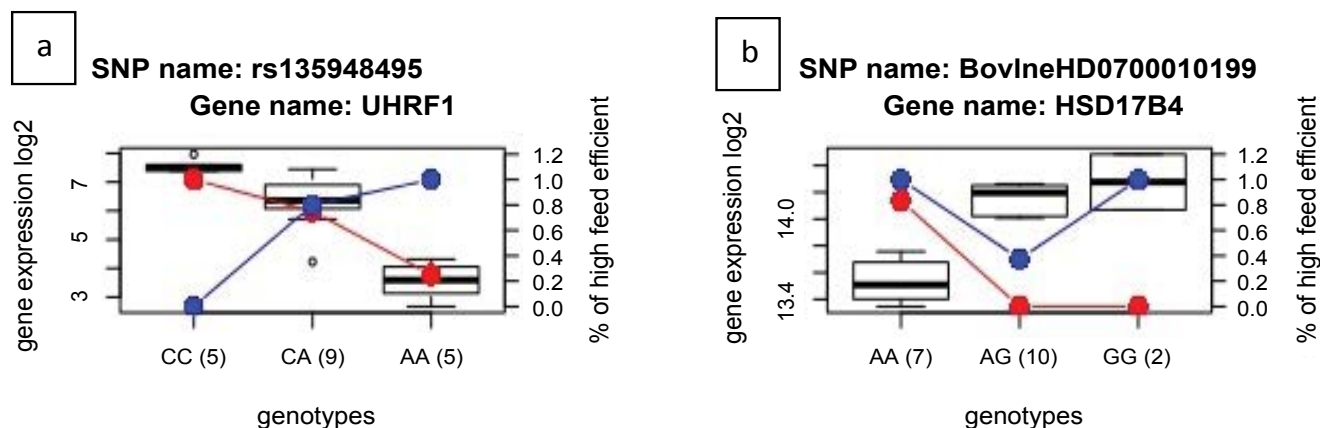 a
SNP name: rs135948495
Gene name: UHRF1
gene expression log2
7
5
3
1.2
1.0
0.8
0.6
0.4
0.2
0.0
% of high feed efficient
CC (5) CA (9) AA (5)
genotypes
b
SNP name: BovIneHD0700010199
Gene name: HSD17B4
gene expression log2
14.0
13.4
1.2
1.0
0.8
0.6
0.4
0.2
0.0
% of high feed efficient
AA (7) AG (10) GG (2)
genotypes